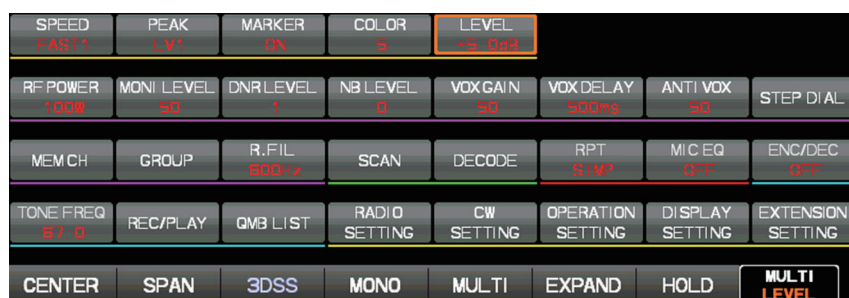 SPEED PEAK MARKER COLOR LEVEL
FAST1 LV1 ON 5 -5.0dB
RF POWER MONI LEVEL DNR LEVEL NB LEVEL VOX GAIN VOX DELAY ANTI VOX STEP DIAL
100W 50 1 0 50 500ms 50
MEM CH GROUP R.FIL SCAN DECODE RPT MIC EQ ENC/DEC
600Hz SIMP OFF OFF
TONE FREQ REC/PLAY QMB LIST RADIO SETTING CW SETTING OPERATION SETTING DISPLAY SETTING EXTENSION SETTING
67.0
CENTER SPAN 3DSS MONO MULTI EXPAND HOLD MULTI
LEVEL